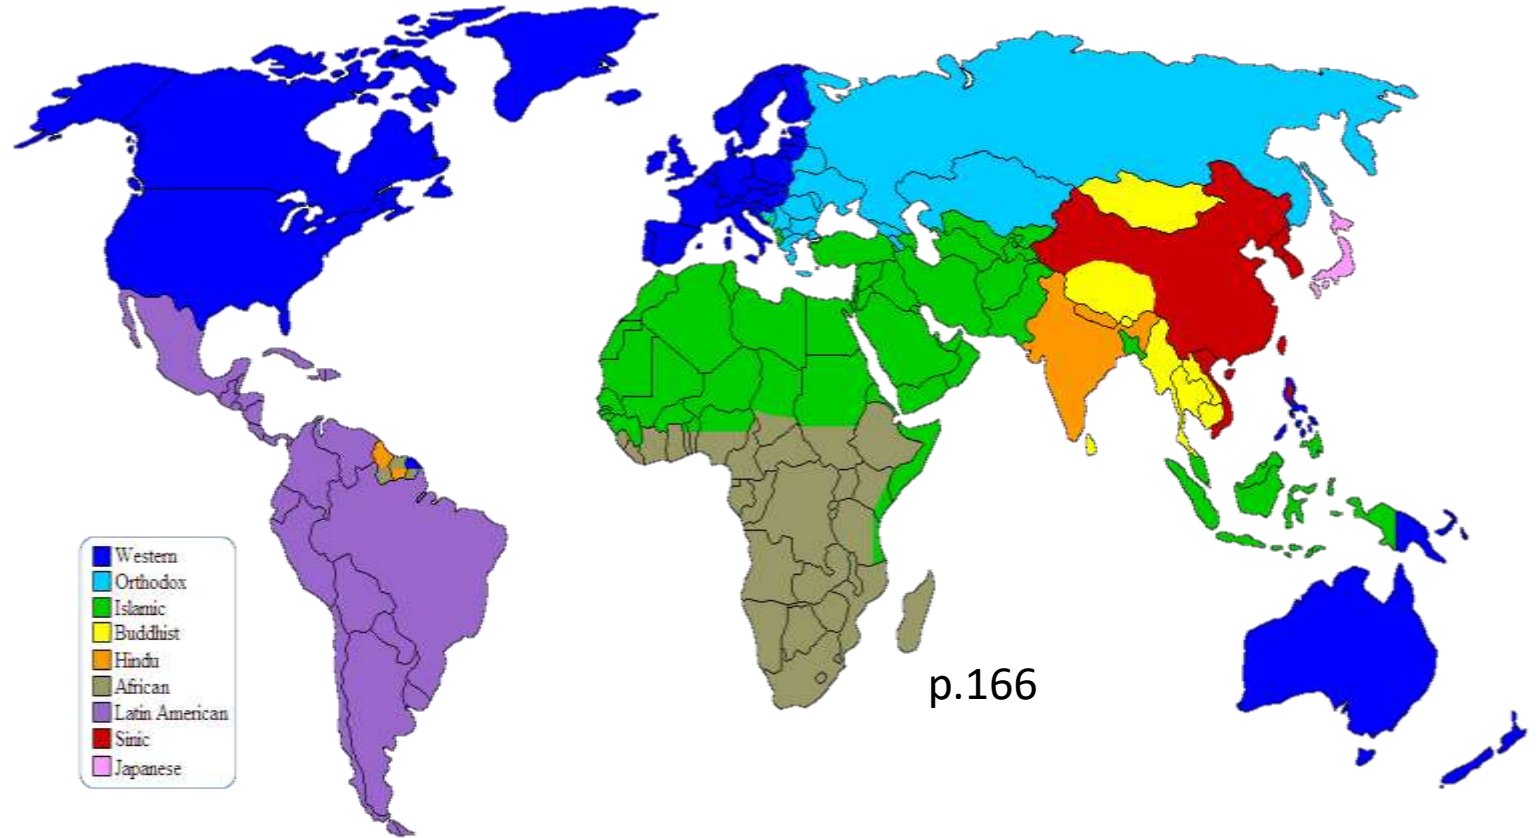 Western
Orthodox
Islamic
Buddhist
Hindu
African
Latin American
Sinic
Japanese
p.166